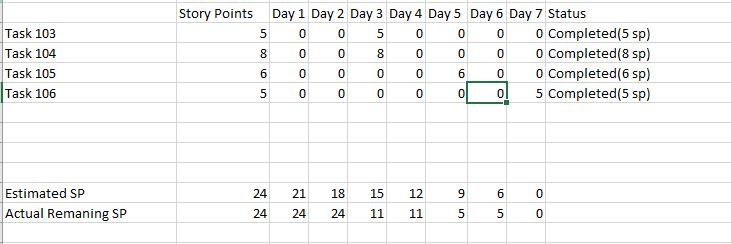 Story Points Day 1 Day 2 Day 3 Day 4 Day 5 Day 6 Day 7 Status
Task 103 5 0 0 5 0 0 0 0 Completed(5 sp)
Task 104 8 0 0 8 0 0 0 0 Completed(8 sp)
Task 105 6 0 0 0 0 6 0 0 Completed(6 sp)
Task 106 5 0 0 0 0 0 0 5 Completed(5 sp)
Estimated SP 24 21 18 15 12 9 6 0
Actual Remaning SP 24 24 24 11 11 5 5 0